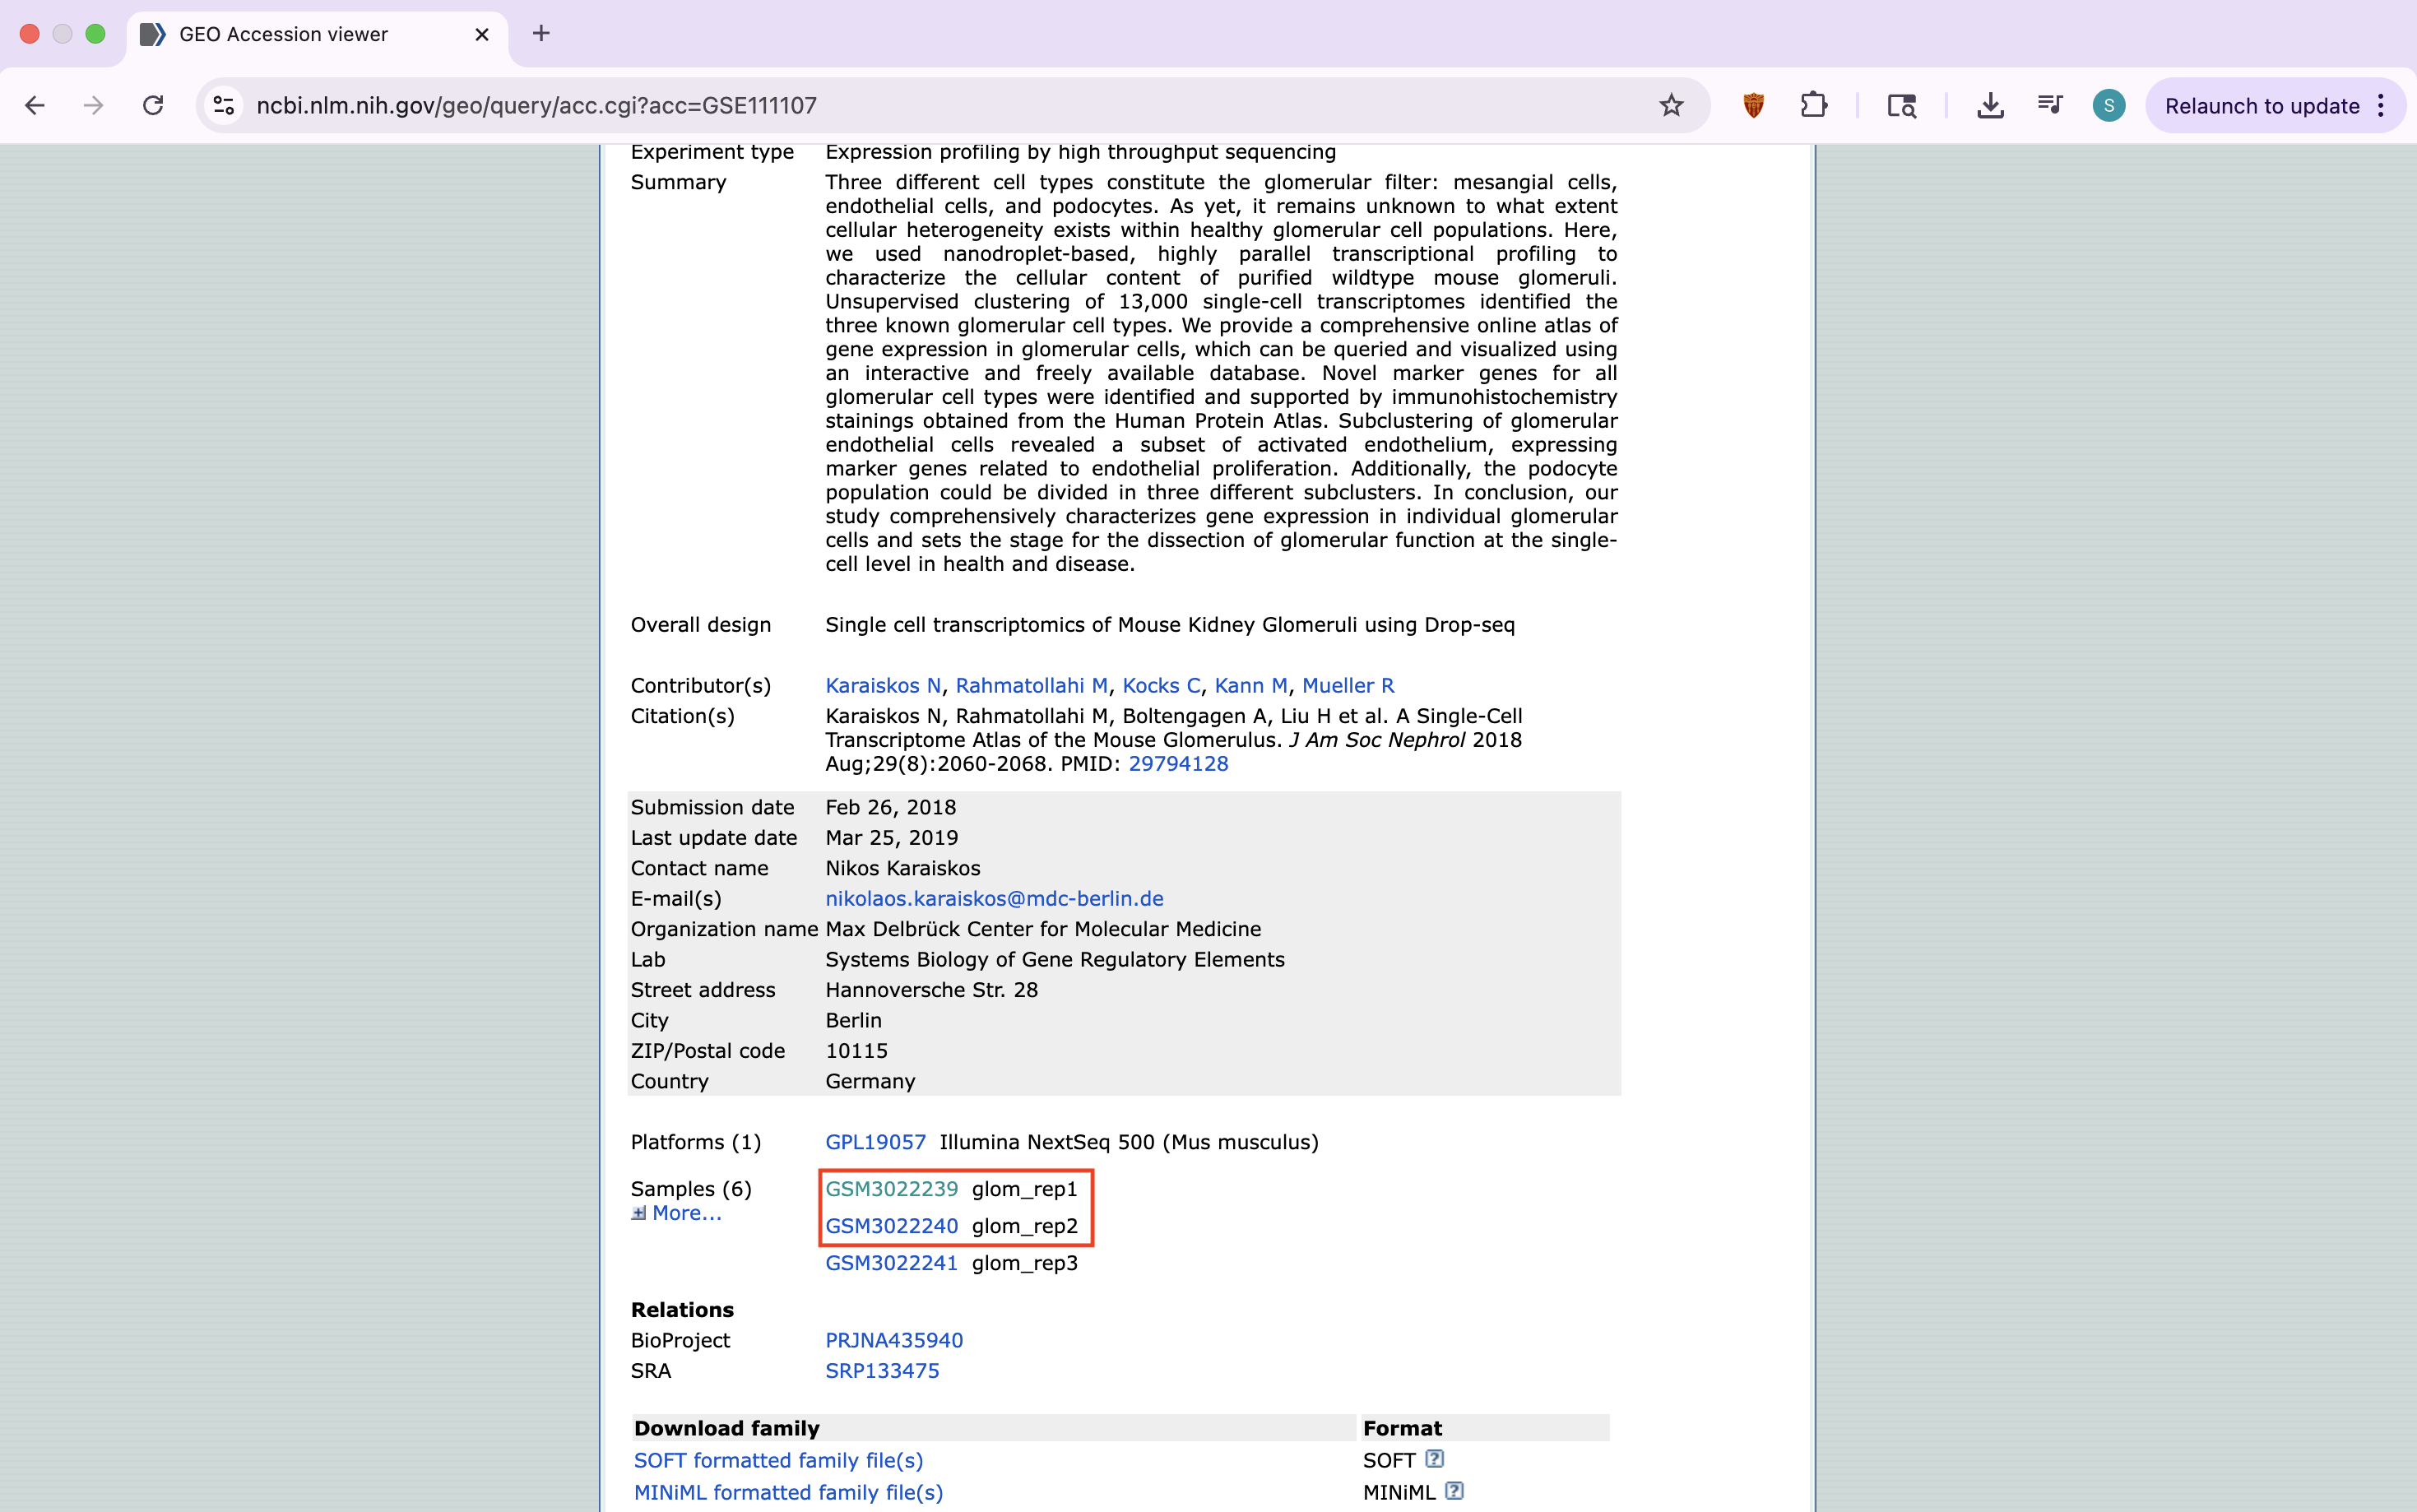 GEO Accession viewer
ncbi.nlm.nih.gov/geo/query/acc.cgi?acc=GSE111107
S
Relaunch to update
Experiment type Expression profiling by high throughput sequencing
Summary Three different cell types constitute the glomerular filter: mesangial cells,
endothelial cells, and podocytes. As yet, it remains unknown to what extent
cellular heterogeneity exists within healthy glomerular cell populations. Here,
we used nanodroplet-based, highly parallel transcriptional profiling to
characterize the cellular content of purified wildtype mouse glomeruli.
Unsupervised clustering of 13,000 single-cell transcriptomes identified the
three known glomerular cell types. We provide a comprehensive online atlas of
gene expression in glomerular cells, which can be queried and visualized using
an interactive and freely available database. Novel marker genes for all
glomerular cell types were identified and supported by immunohistochemistry
stainings obtained from the Human Protein Atlas. Subclustering of glomerular
endothelial cells revealed a subset of activated endothelium, expressing
marker genes related to endothelial proliferation. Additionally, the podocyte
population could be divided in three different subclusters. In conclusion, our
study comprehensively characterizes gene expression in individual glomerular
cells and sets the stage for the dissection of glomerular function at the single-
cell level in health and disease.
Overall design Single cell transcriptomics of Mouse Kidney Glomeruli using Drop-seq
Contributor(s) Karaiskos N, Rahmatollahi M, Kocks C, Kann M, Mueller R
Citation(s) Karaiskos N, Rahmatollahi M, Boltengagen A, Liu H et al. A Single-Cell
Transcriptome Atlas of the Mouse Glomerulus. J Am Soc Nephrol 2018
Aug;29(8):2060-2068. PMID: 29794128
Submission date Feb 26, 2018
Last update date Mar 25, 2019
Contact name Nikos Karaiskos
E-mail(s) nikolaos.karaiskos@mdc-berlin.de
Organization name Max Delbrück Center for Molecular Medicine
Lab Systems Biology of Gene Regulatory Elements
Street address Hannoversche Str. 28
City Berlin
ZIP/Postal code 10115
Country Germany
Platforms (1) GPL19057 Illumina NextSeq 500 (Mus musculus)
Samples (6) GSM3022239 glom_rep1
More...
GSM3022240 glom_rep2
GSM3022241 glom_rep3
Relations
BioProject PRJNA435940
SRA SRP133475
Download family Format
SOFT formatted family file(s) SOFT ?
MINiML formatted family file(s) MINiML ?